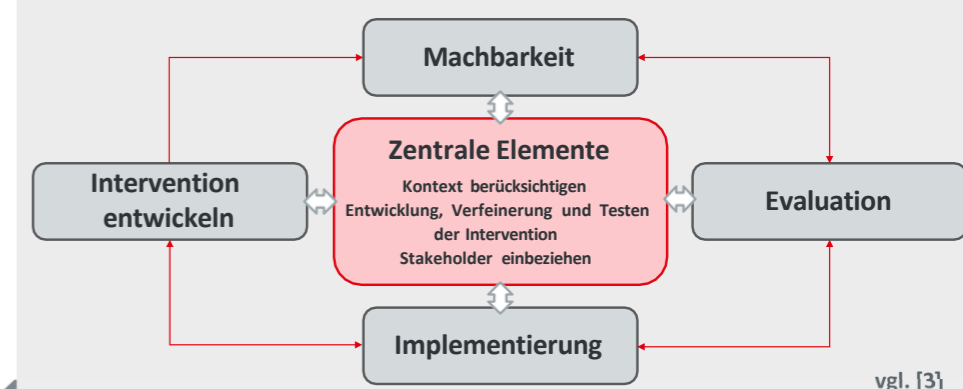 Machbarkeit
Zentrale Elemente
Kontext berücksichtigen
Entwicklung, Verfeinerung und Testen
der Intervention
Stakeholder einbeziehen
Intervention
entwickeln
Evaluation
Implementierung
vgl. [3]